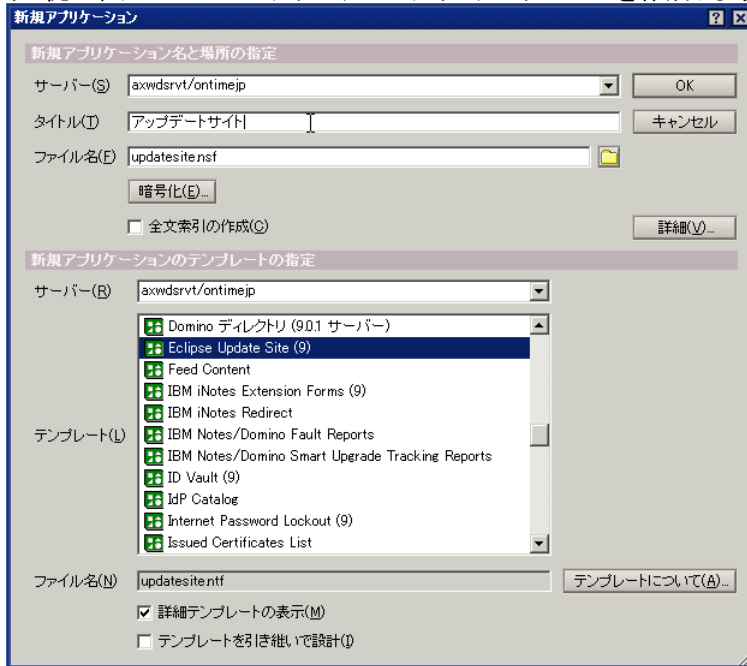 新規アプリケーション
新規アプリケーション名と場所の指定
サーバー(S) axwdsrvt/ontimejp OK
タイトル(T) アップデートサイト キャンセル
ファイル名(F) updatesite.nsf
暗号化(E)...
全文索引の作成(C) 詳細(V)...
新規アプリケーションのテンプレートの指定
サーバー(R) axwdsrvt/ontimejp
Domino ディレクトリ (9.0.1 サーバー)
Eclipse Update Site (9)
Feed Content
IBM iNotes Extension Forms (9)
IBM iNotes Redirect
テンプレート(L) IBM Notes/Domino Fault Reports
IBM Notes/Domino Smart Upgrade Tracking Reports
ID Vault (9)
IdP Catalog
Internet Password Lockout (9)
Issued Certificates List
ファイル名(N) updatesite.ntf テンプレートについて(A)...
詳細テンプレートの表示(M)
テンプレートを引き継いで設計(I)